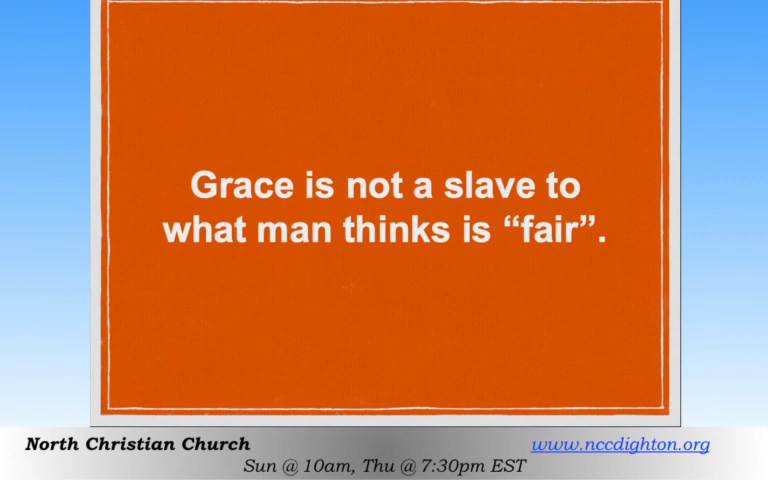 Grace is not a slave to
what man thinks is “fair”.
North Christian Church
www.nccdighton.org
Sun @ 10am, Thu @ 7:30pm EST